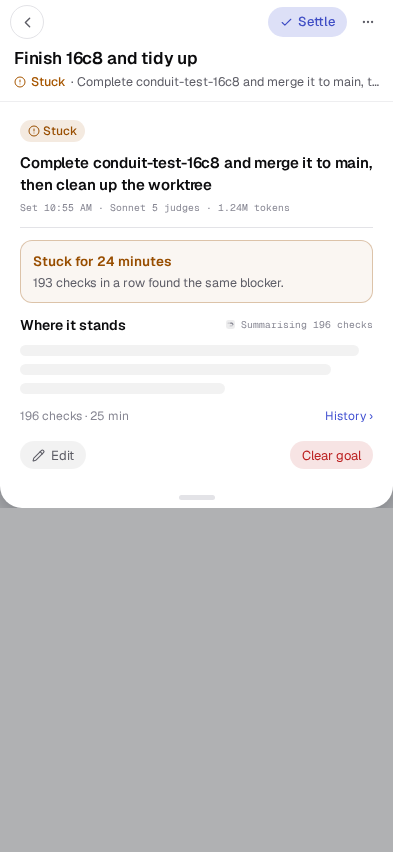 Settle
Finish 16c8 and tidy up
Stuck · Complete conduit-test-16c8 and merge it to main, t…
Stuck
Complete conduit-test-16c8 and merge it to main,
then clean up the worktree
Set 10:55 AM · Sonnet 5 judges · 1.24M tokens
Stuck for 24 minutes
193 checks in a row found the same blocker.
Where it stands
Summarising 196 checks
196 checks · 25 min
History ›
Edit
Clear goal